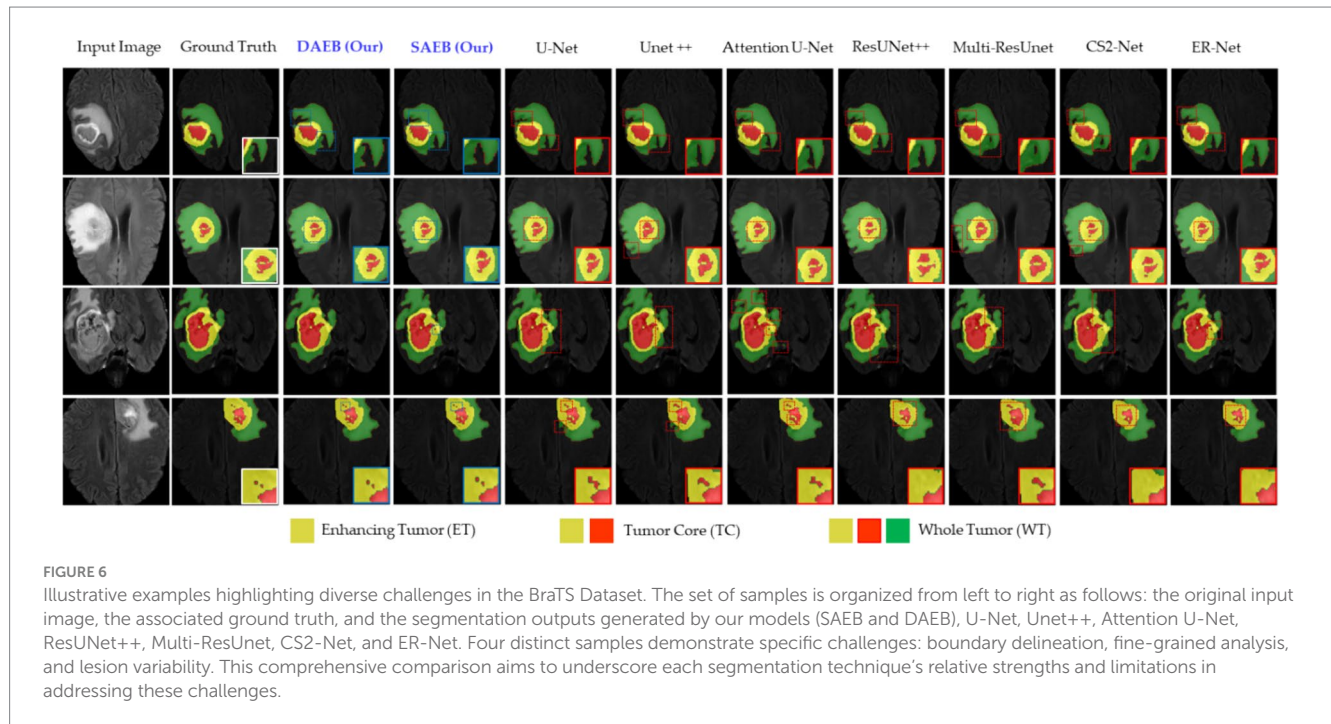 Input Image Ground Truth DAEB (Our) SAEB (Our) U-Net Unet ++ Attention U-Net ResUNet++ Multi-ResUnet CS2-Net ER-Net
Enhancing Tumor (ET) Tumor Core (TC) Whole Tumor (WT)
FIGURE 6
Illustrative examples highlighting diverse challenges in the BraTS Dataset. The set of samples is organized from left to right as follows: the original input
image, the associated ground truth, and the segmentation outputs generated by our models (SAEB and DAEB), U-Net, Unet++, Attention U-Net,
ResUNet++, Multi-ResUnet, CS2-Net, and ER-Net. Four distinct samples demonstrate specific challenges: boundary delineation, fine-grained analysis,
and lesion variability. This comprehensive comparison aims to underscore each segmentation technique's relative strengths and limitations in
addressing these challenges.